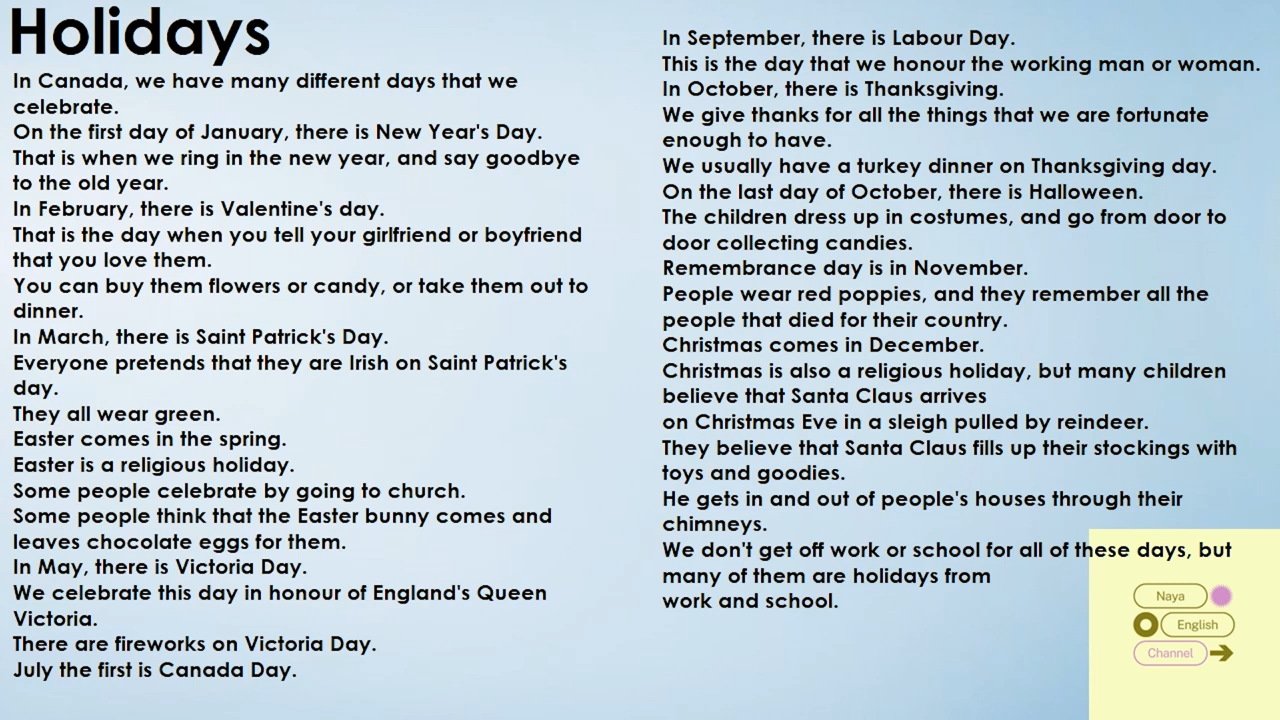 Holidays
In Canada, we have many different days that we
celebrate.
On the first day of January, there is New Year's Day.
That is when we ring in the new year, and say goodbye
to the old year.
In February, there is Valentine's day.
That is the day when you tell your girlfriend or boyfriend
that you love them.
You can buy them flowers or candy, or take them out to
dinner.
In March, there is Saint Patrick's Day.
Everyone pretends that they are Irish on Saint Patrick's
day.
They all wear green.
Easter comes in the spring.
Easter is a religious holiday.
Some people celebrate by going to church.
Some people think that the Easter bunny comes and
leaves chocolate eggs for them.
In May, there is Victoria Day.
We celebrate this day in honour of England's Queen
Victoria.
There are fireworks on Victoria Day.
July the first is Canada Day.
In September, there is Labour Day.
This is the day that we honour the working man or woman.
In October, there is Thanksgiving.
We give thanks for all the things that we are fortunate
enough to have.
We usually have a turkey dinner on Thanksgiving day.
On the last day of October, there is Halloween.
The children dress up in costumes, and go from door to
door collecting candies.
Remembrance day is in November.
People wear red poppies, and they remember all the
people that died for their country.
Christmas comes in December.
Christmas is also a religious holiday, but many children
believe that Santa Claus arrives
on Christmas Eve in a sleigh pulled by reindeer.
They believe that Santa Claus fills up their stockings with
toys and goodies.
He gets in and out of people's houses through their
chimneys.
We don't get off work or school for all of these days, but
many of them are holidays from
work and school.
Naya
English
Channel